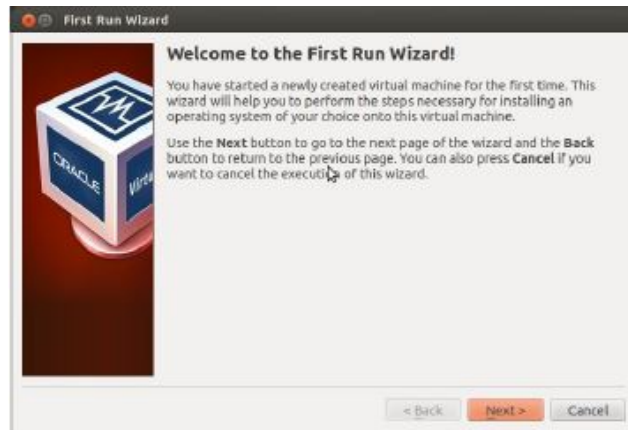 First Run Wizard
Welcome to the First Run Wizard!
You have started a newly created virtual machine for the first time. This
wizard will help you to perform the steps necessary for installing an
operating system of your choice onto this virtual machine.
Use the Next button to go to the next page of the wizard and the Back
button to return to the previous page. You can also press Cancel if you
want to cancel the execution of this wizard.
ORACLE
Virtu
< Back Next > Cancel